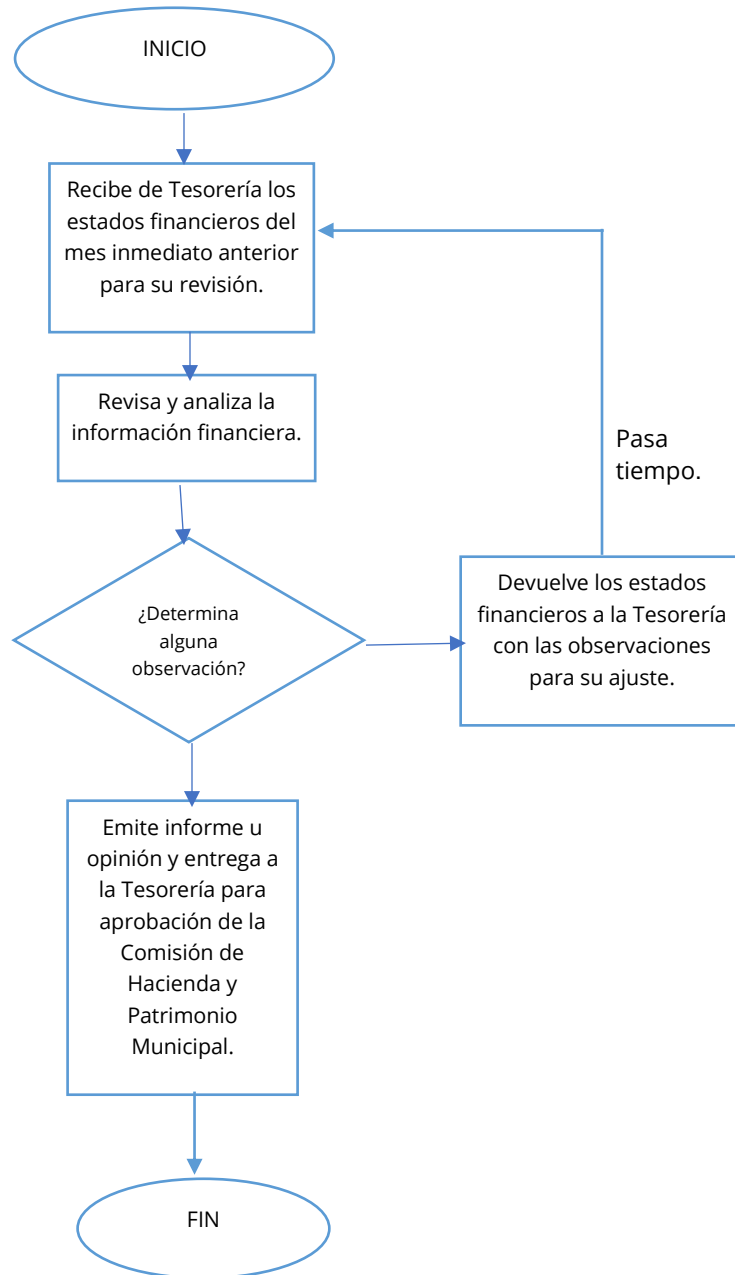 INICIO
Recibe de Tesorería los
estados financieros del
mes inmediato anterior
para su revisión.
Revisa y analiza la
información financiera.
Pasa
tiempo.
¿Determina
alguna
observación?
Devuelve los estados
financieros a la Tesorería
con las observaciones
para su ajuste.
Emite informe u
opinión y entrega a
la Tesorería para
aprobación de la
Comisión de
Hacienda y
Patrimonio
Municipal.
FIN